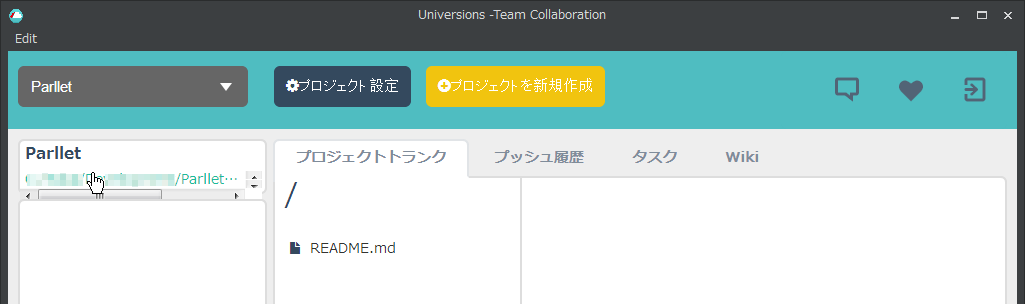 Universions -Team Collaboration
Edit
Parllet
プロジェクト設定
プロジェクトを新規作成
Parllet
/Parllet…
プロジェクトトランク
プッシュ履歴
タスク
Wiki
/
README.md